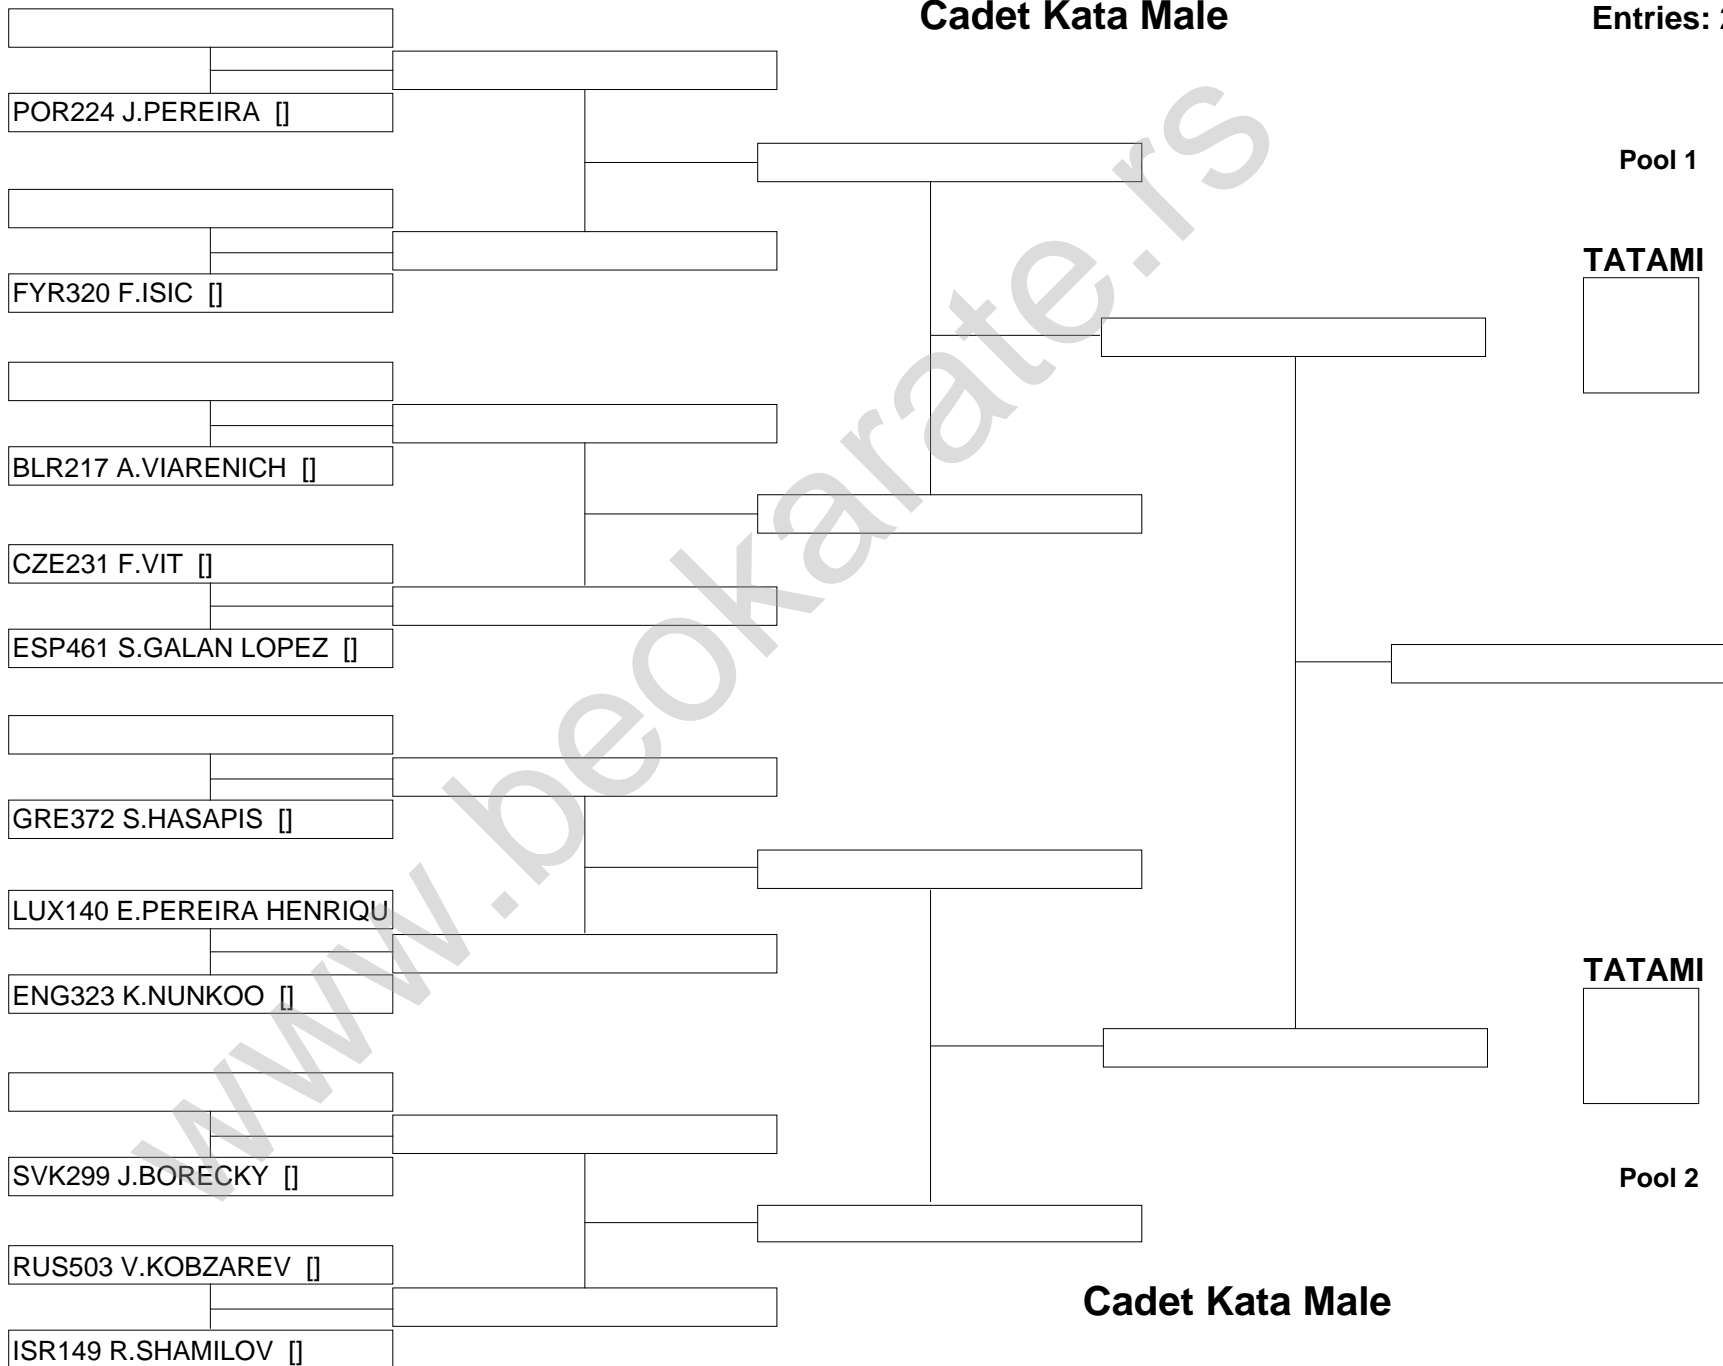 Cadet Kata Male
Entries:
POR224 J.PEREIRA []
Pool 1
TATAMI
FYR320 F.ISIC []
BLR217 A.VIARENICH []
CZE231 F.VIT []
ESP461 S.GALAN LOPEZ []
GRE372 S.HASAPIS []
LUX140 E.PEREIRA HENRIQU
TATAMI
ENG323 K.NUNKOO []
SVK299 J.BORECKY []
Pool 2
RUS503 V.KOBZAREV []
Cadet Kata Male
ISR149 R.SHAMILOV []
www.beokarate.rs